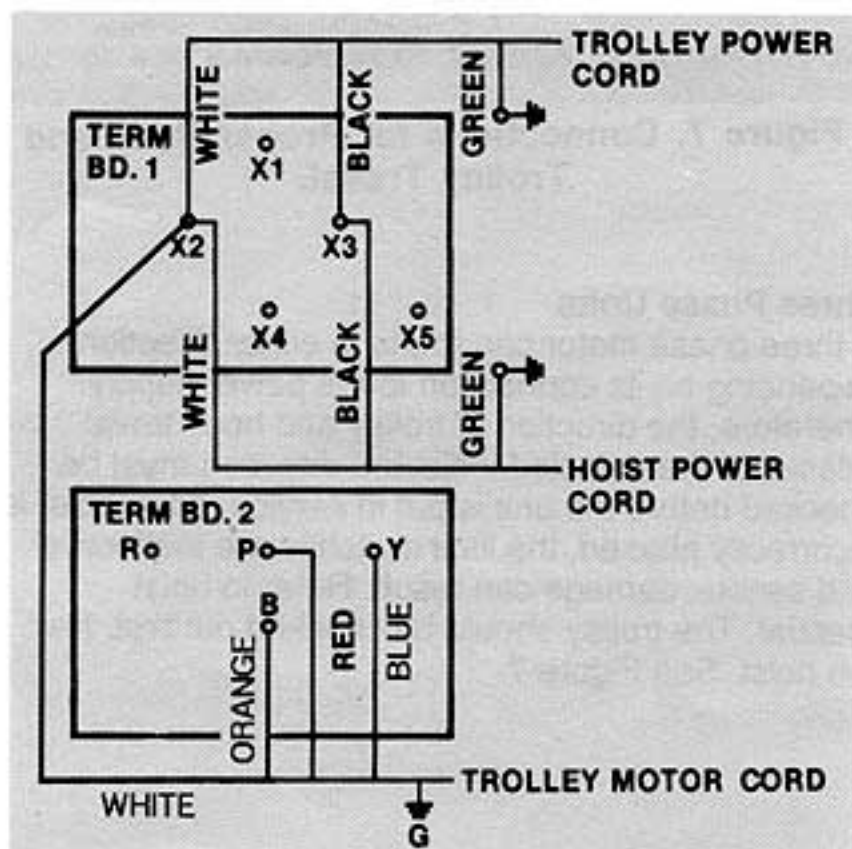 TROLLEY POWER
CORD
WHITE
BLACK
GREEN
TERM
BD. 1
X1
X2
X3
X4
X5
WHITE
BLACK
GREEN
HOIST POWER
CORD
TERM BD. 2
R
P
Y
B
ORANGE
RED
BLUE
TROLLEY MOTOR CORD
WHITE
G